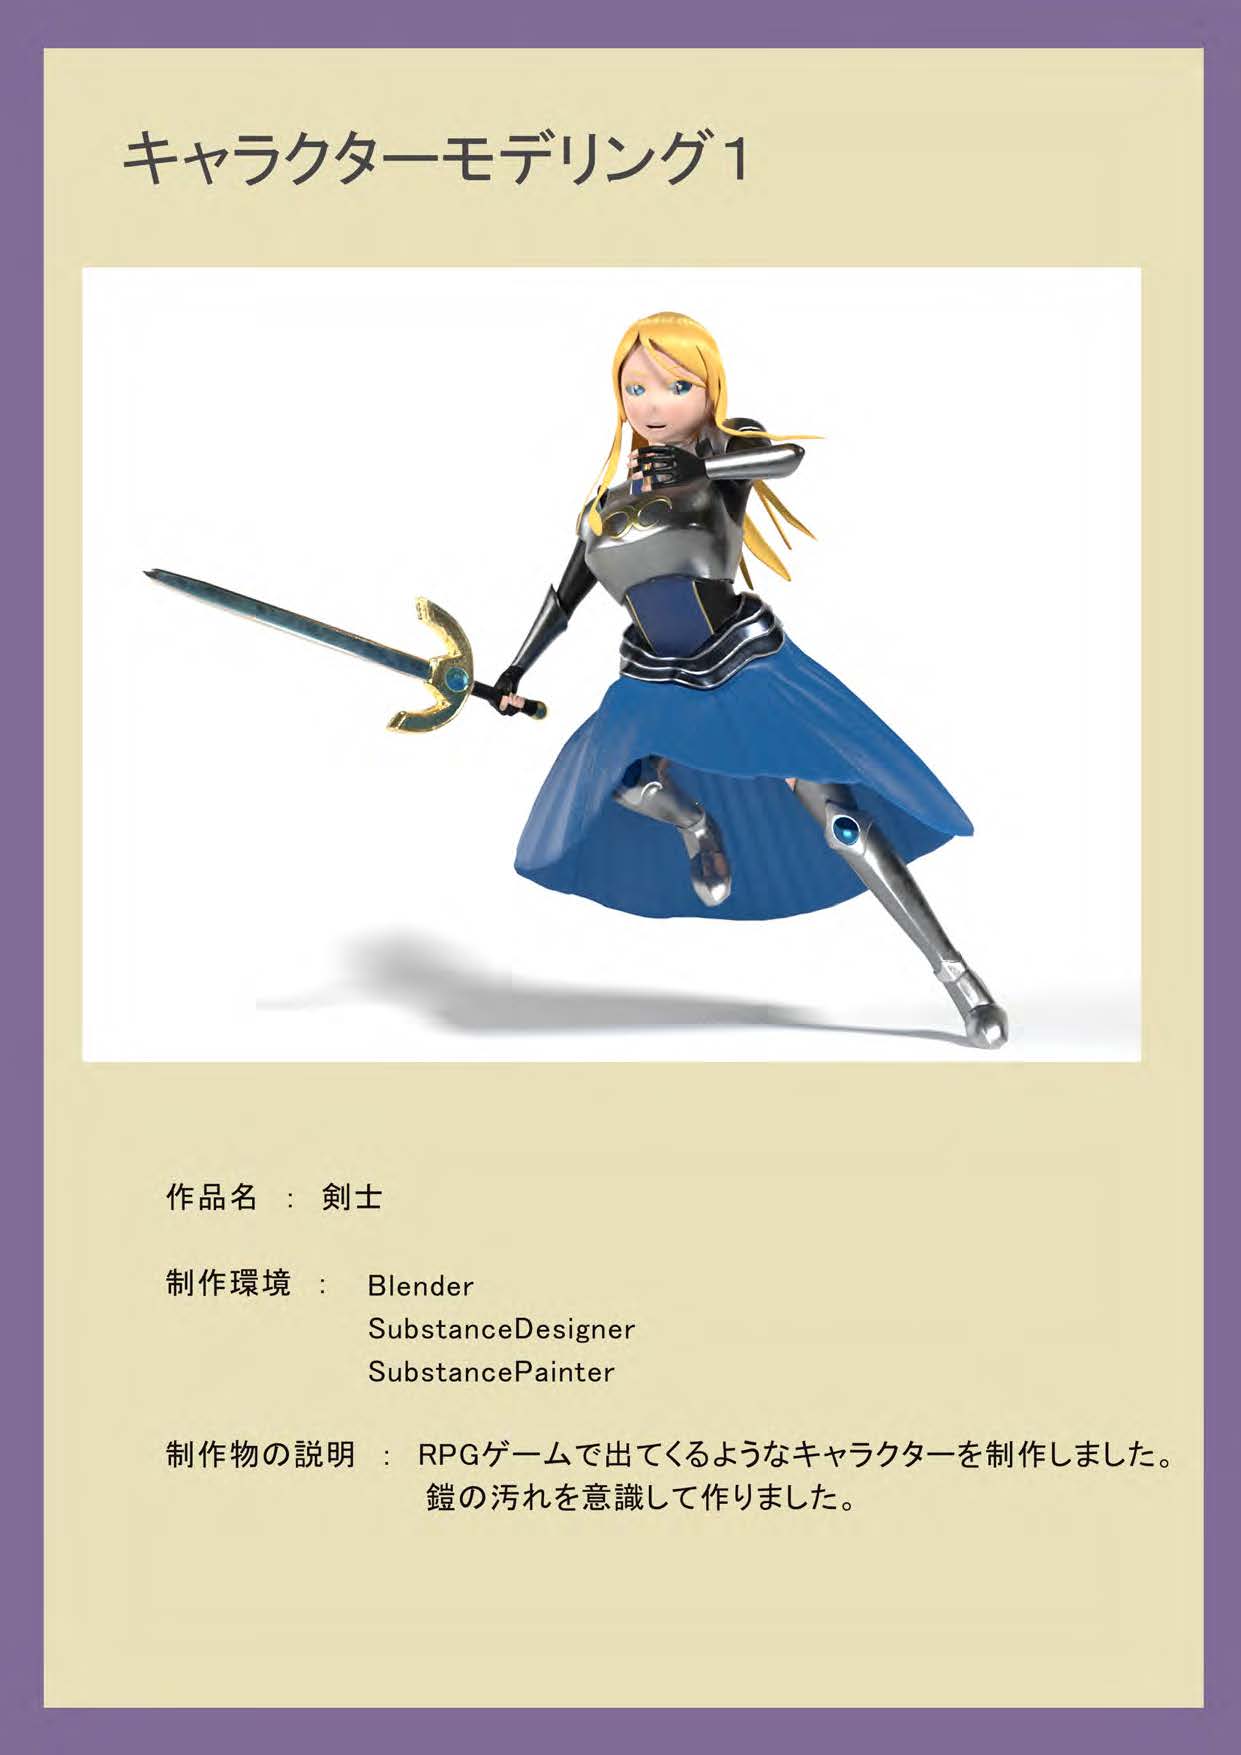 キャラクターモデリング１
作品名　：　剣士
制作環境　：　Blender
SubstanceDesigner
SubstancePainter
制作物の説明　：　RPGゲームで出てくるようなキャラクターを制作しました。
鎧の汚れを意識して作りました。